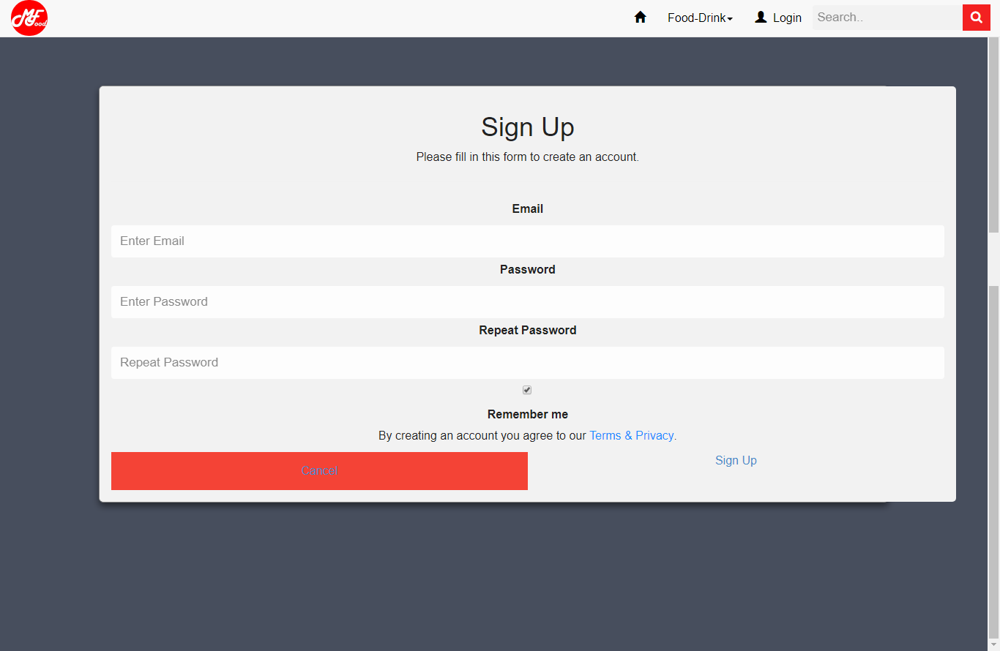 MF
ood
Food-Drink
Login
Search..
Sign Up
Please fill in this form to create an account.
Email
Enter Email
Password
Enter Password
Repeat Password
Repeat Password
Remember me
By creating an account you agree to our Terms & Privacy.
Cancel
Sign Up